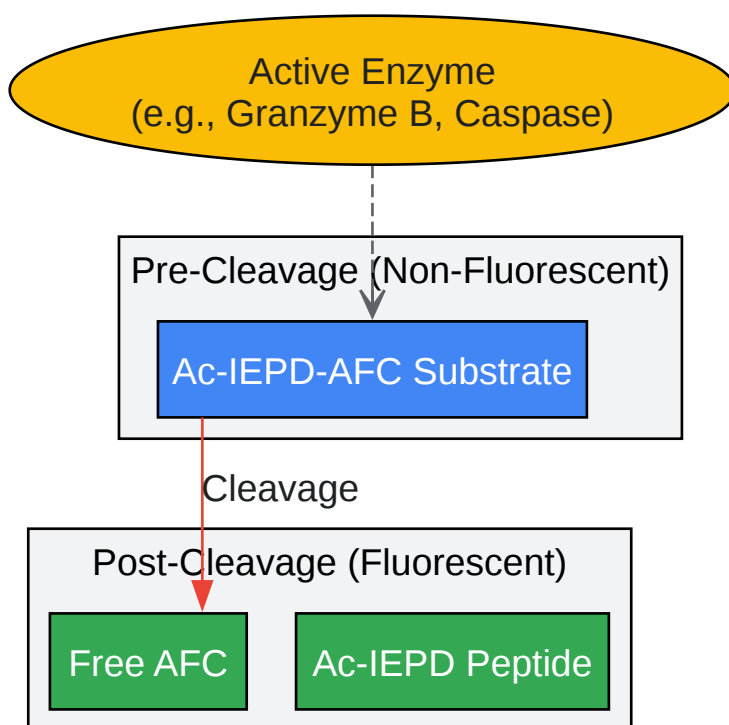 Active Enzyme
(e.g., Granzyme B, Caspase)
Pre-Cleavage (Non-Fluorescent)
Ac-IEPD-AFC Substrate
Cleavage
Post-Cleavage (Fluorescent)
Free AFC
Ac-IEPD Peptide